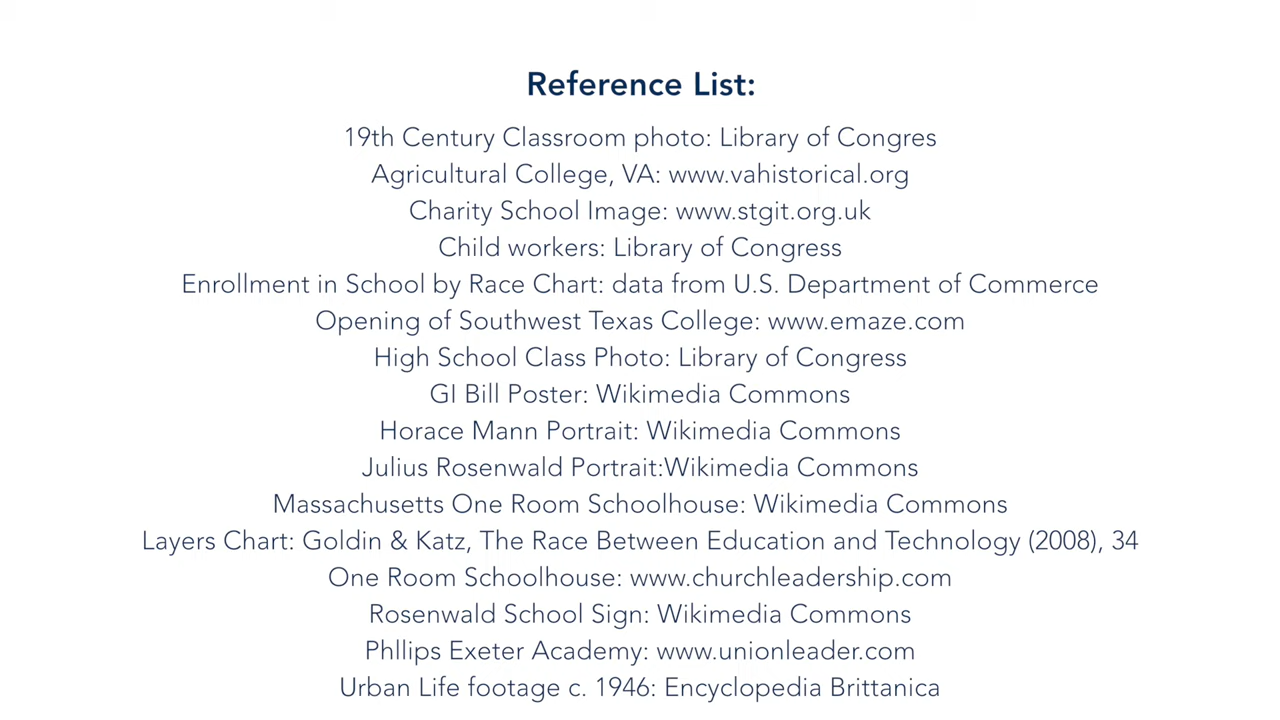 Reference List:
19th Century Classroom photo: Library of Congres
Agricultural College, VA: www.vahistorical.org
Charity School Image: www.stgit.org.uk
Child workers: Library of Congress
Enrollment in School by Race Chart: data from U.S. Department of Commerce
Opening of Southwest Texas College: www.emaze.com
High School Class Photo: Library of Congress
GI Bill Poster: Wikimedia Commons
Horace Mann Portrait: Wikimedia Commons
Julius Rosenwald Portrait:Wikimedia Commons
Massachusetts One Room Schoolhouse: Wikimedia Commons
Layers Chart: Goldin & Katz, The Race Between Education and Technology (2008), 34
One Room Schoolhouse: www.churchleadership.com
Rosenwald School Sign: Wikimedia Commons
Phllips Exeter Academy: www.unionleader.com
Urban Life footage c. 1946: Encyclopedia Brittanica